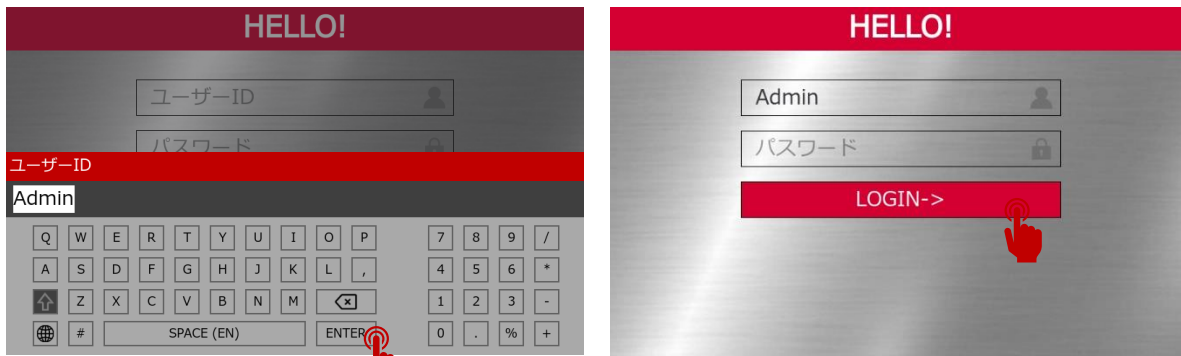 HELLO!
ユーザーID
パスワード
ユーザーID
Admin
Q W E R T Y U I O P 7 8 9 /
A S D F G H J K L , 4 5 6 *
Z X C V B N M 1 2 3 -
# SPACE (EN) ENTER 0 . % +
HELLO!
Admin
パスワード
LOGIN->